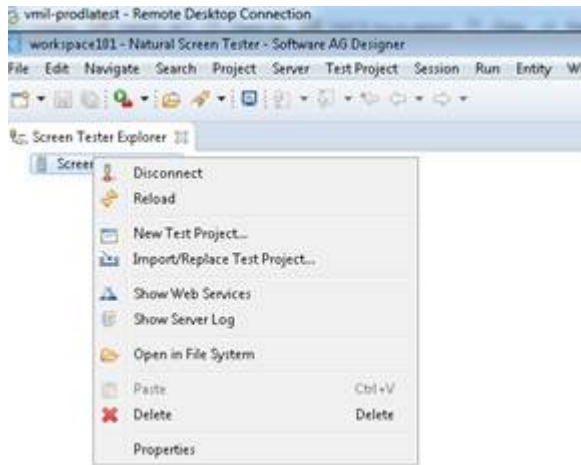 vmil-prodlatest - Remote Desktop Connection
workspace101 - Natural Screen Tester - Software AG Designer
File Edit Navigate Search Project Server Test Project Session Run Entity
Screen Tester Explorer
Screen
Disconnect
Reload
New Test Project...
Import/Replace Test Project...
Show Web Services
Show Server Log
Open in File System
Paste Ctrl+V
Delete Delete
Properties